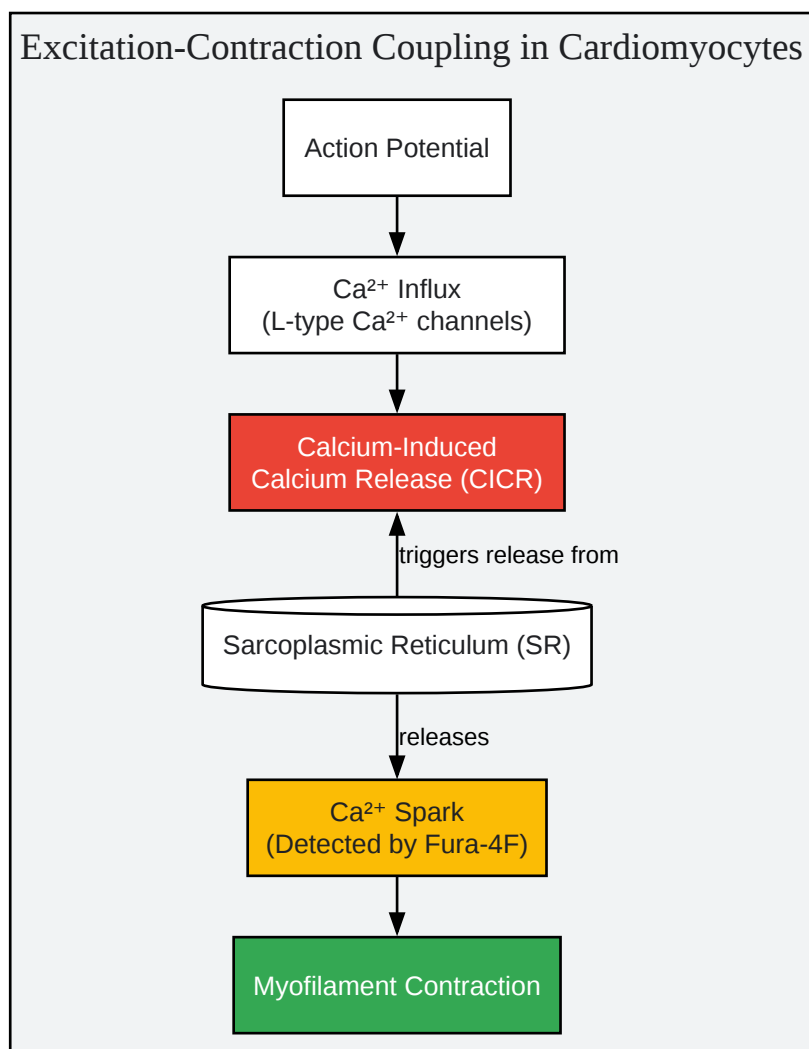 Excitation-Contraction Coupling in Cardiomyocytes
Action Potential
Ca²⁺ Influx
(L-type Ca²⁺ channels)
Calcium-Induced
Calcium Release (CICR)
triggers release from
Sarcoplasmic Reticulum (SR)
releases
Ca²⁺ Spark
(Detected by Fura-4F)
Myofilament Contraction